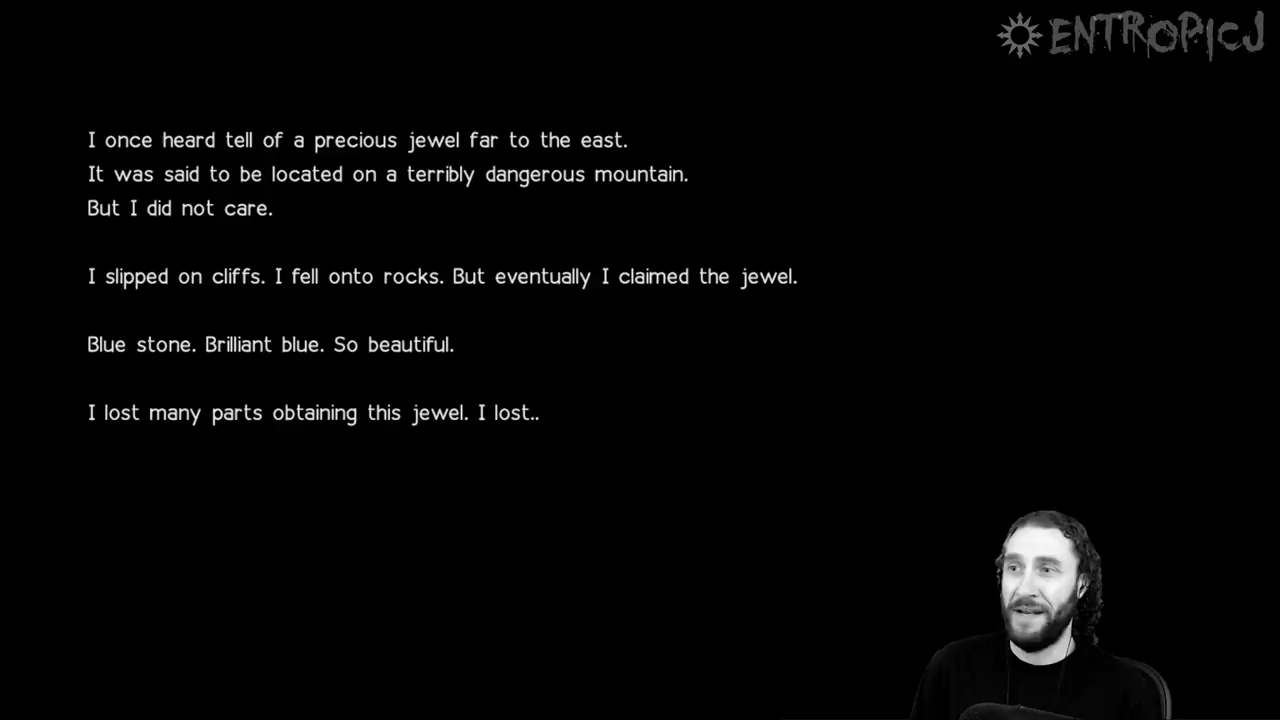 ENTROPICJ
I once heard tell of a precious jewel far to the east.
It was said to be located on a terribly dangerous mountain.
But I did not care.
I slipped on cliffs. I fell onto rocks. But eventually I claimed the jewel.
Blue stone. Brilliant blue. So beautiful.
I lost many parts obtaining this jewel. I lost..